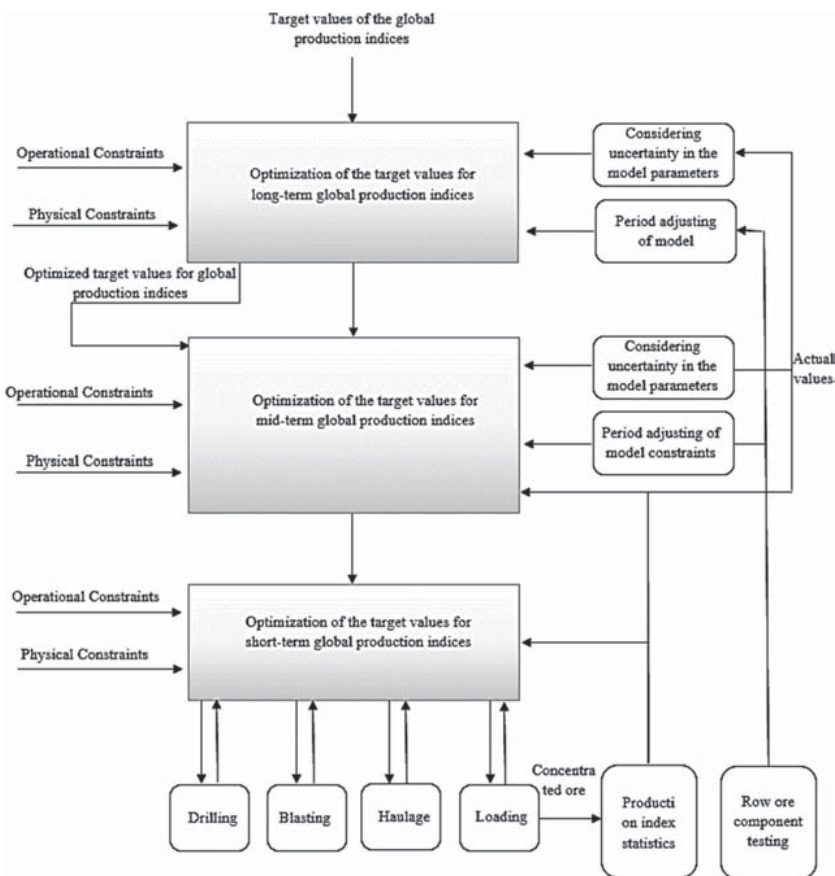 Target values of the global
production indices
Operational Constraints
Physical Constraints
Optimization of the target values for
long-term global production indices
Considering
uncertainty in the
model parameters
Period adjusting
of model
Optimized target values for global
production indices
Operational Constraints
Physical Constraints
Optimization of the target values for
mid-term global production indices
Considering
uncertainty in the
model parameters
Period adjusting of
model constraints
Actuall
values
Operational Constraints
Physical Constraints
Optimization of the target values for
short-term global production indices
Drilling
Blasting
Haulage
Loading
Concentra
ted ore
Producti
on index
statistics
Row ore
component
testing